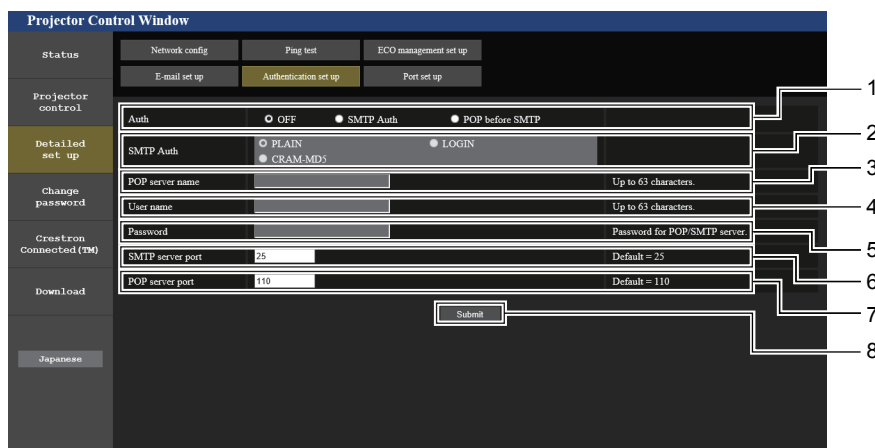 Projector Control Window
Status
Network config
Ping test
ECO management set up
E-mail set up
Authentication set up
Port set up
Projector
control
Detailed
set up
Change
password
Crestron
Connected(TM)
Download
Japanese
Auth OFF SMTP Auth POP before SMTP 1
SMTP Auth PLAIN LOGIN 2
CRAM-MD5
POP server name Up to 63 characters. 3
User name Up to 63 characters. 4
Password Password for POP/SMTP server. 5
SMTP server port 25 Default = 25 6
POP server port 110 Default = 110 7
Submit 8